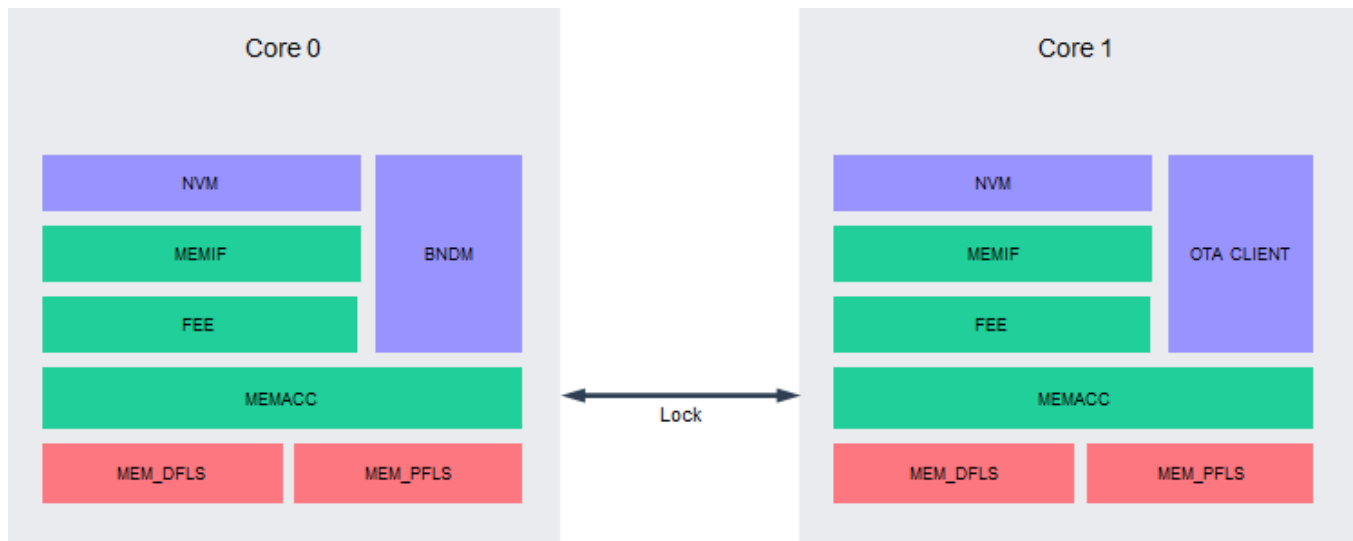 Core 0
NVM
BNDM
MEMIF
FEE
MEMACC
MEM_DFLS
MEM_PFLS
Lock
Core 1
NVM
OTA CLIENT
MEMIF
FEE
MEMACC
MEM_DFLS
MEM_PFLS